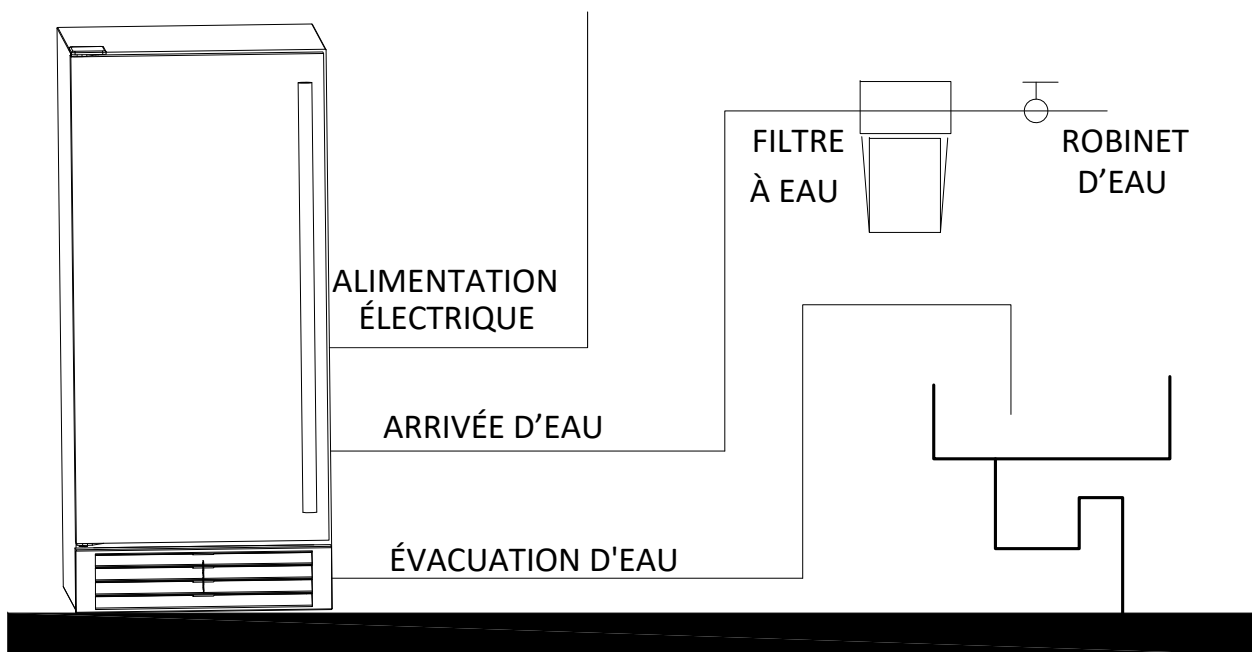 FILTRE
À EAU
ROBINET
D’EAU
ALIMENTATION
ÉLECTRIQUE
ARRIVÉE D’EAU
ÉVACUATION D'EAU